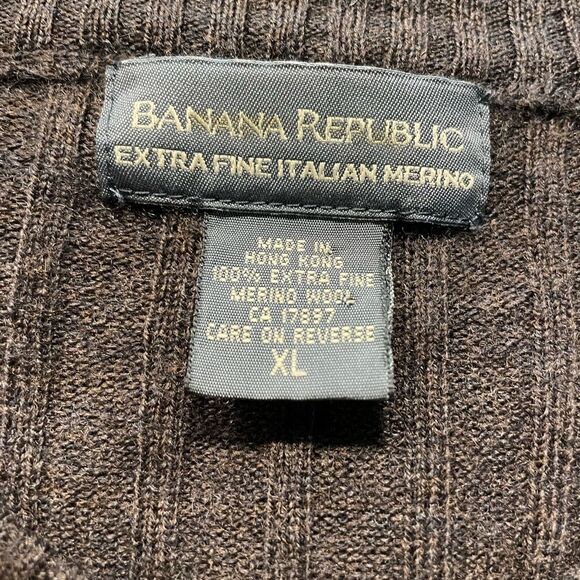 BANANA REPUBLIC
EXTRA FINE ITALIAN MERINO
MADE IN
HONG KONG
100% EXTRA FINE
MERINO WOOL
CA 17897
CARE ON REVERSE
XL